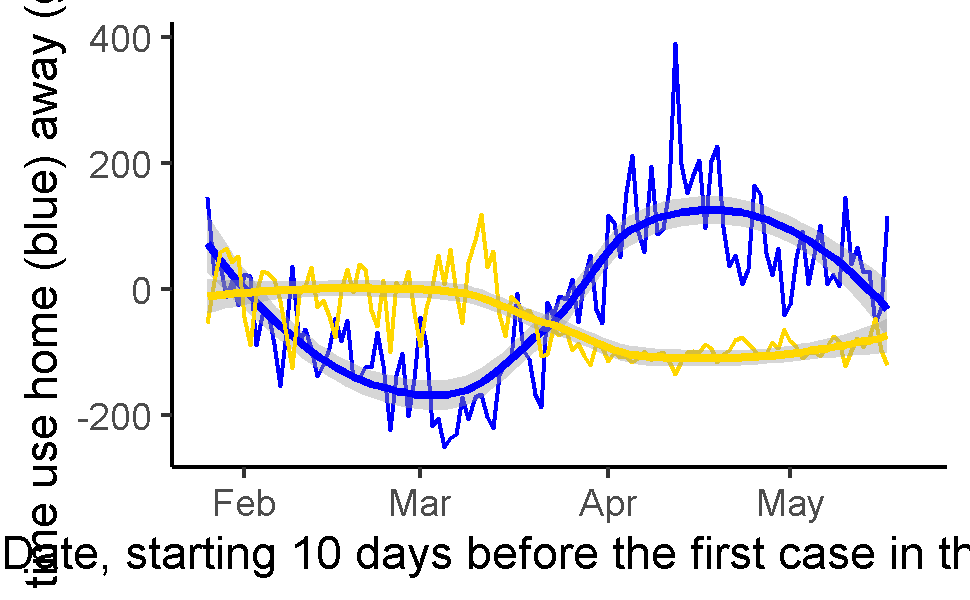 time use home (blue) away (
400
200
0
-200
Feb Mar Apr May
Date, starting 10 days before the first case in th